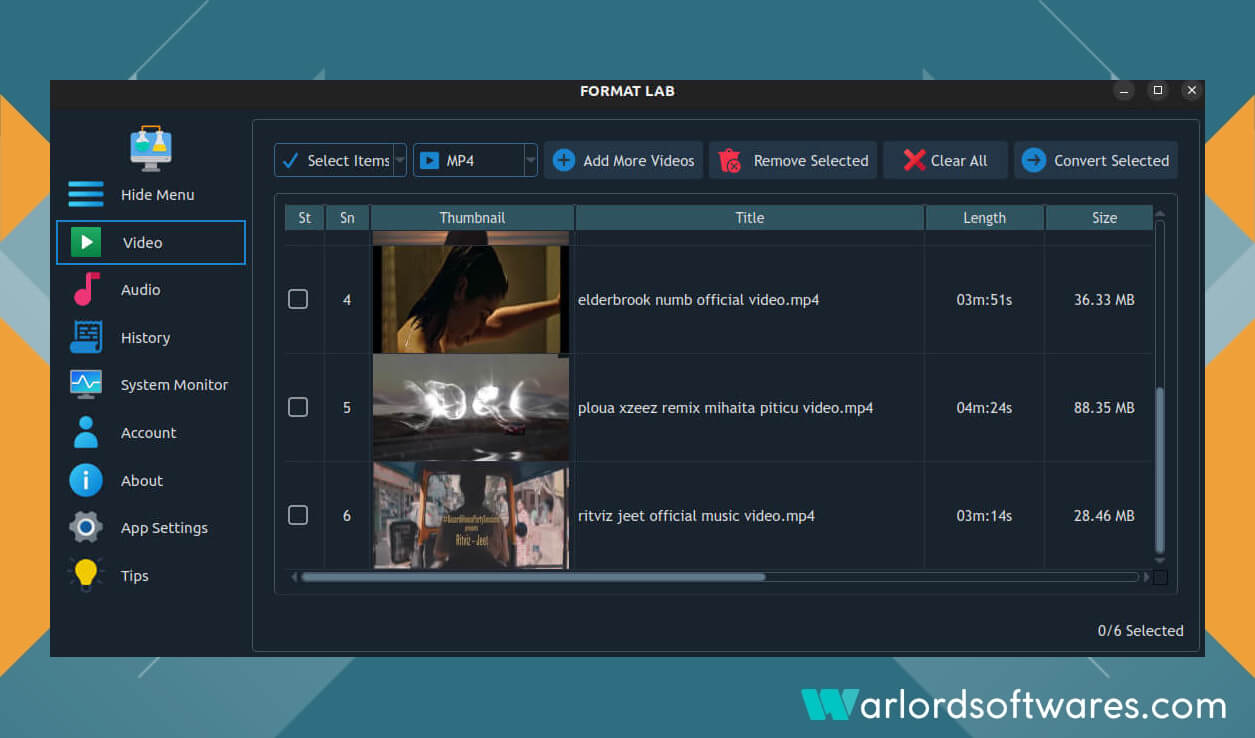 FORMAT LAB
Hide Menu
Video
Audio
History
System Monitor
Account
About
App Settings
Tips
Select Items
MP4
Add More Videos
Remove Selected
Clear All
Convert Selected
St Sn Thumbnail Title Length Size
4 elderbrook numb official video.mp4 03m:51s 36.33 MB
5 ploua xzeez remix mihaita piticu video.mp4 04m:24s 88.35 MB
6 ritviz jeet official music video.mp4 03m:14s 28.46 MB
presents
Ritviz - Jeet
0/6 Selected
Warlordsoftwares.com